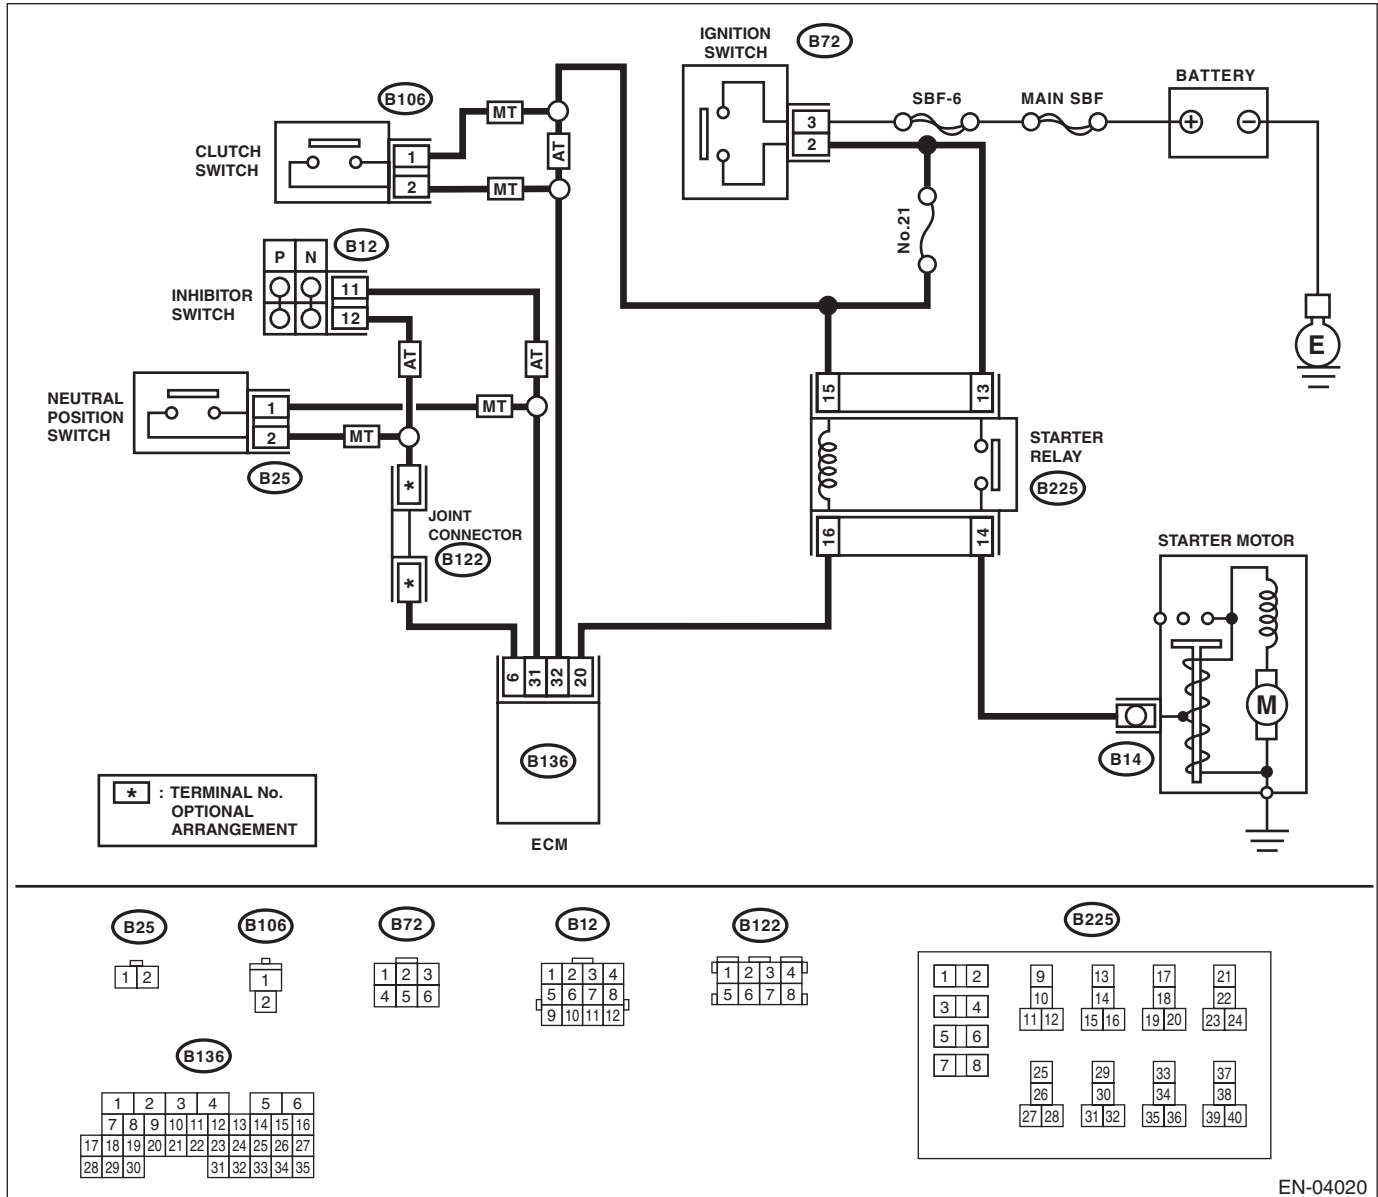 IGNITION
SWITCH
B72
BATTERY
SBF-6
MAIN SBF
B106
MT
3
2
CLUTCH
SWITCH
1
2
AT
MT
No.21
B12
P N
INHIBITOR
SWITCH
11
12
E
AT
AT
15
13
NEUTRAL
POSITION
SWITCH
1
2
MT
MT
B25
STARTER
RELAY
B225
*
JOINT
CONNECTOR
B122
*
16
14
STARTER MOTOR
6 31 32 20
M
B14
B136
ECM
* : TERMINAL No.
OPTIONAL
ARRANGEMENT
B25
B106
B72
B12
B122
B225
1 2
1
2
1 2 3
4 5 6
1 2 3 4
5 6 7 8
9 10 11 12
1 2 3 4
5 6 7 8
1 2
3 4
5 6
7 8
9
10
11 12
13
14
15 16
17
18
19 20
21
22
23 24
25
26
27 28
29
30
31 32
33
34
35 36
37
38
39 40
B136
1 2 3 4 5 6
7 8 9 10 11 12 13 14 15 16
17 18 19 20 21 22 23 24 25 26 27
28 29 30 31 32 33 34 35
EN-04020